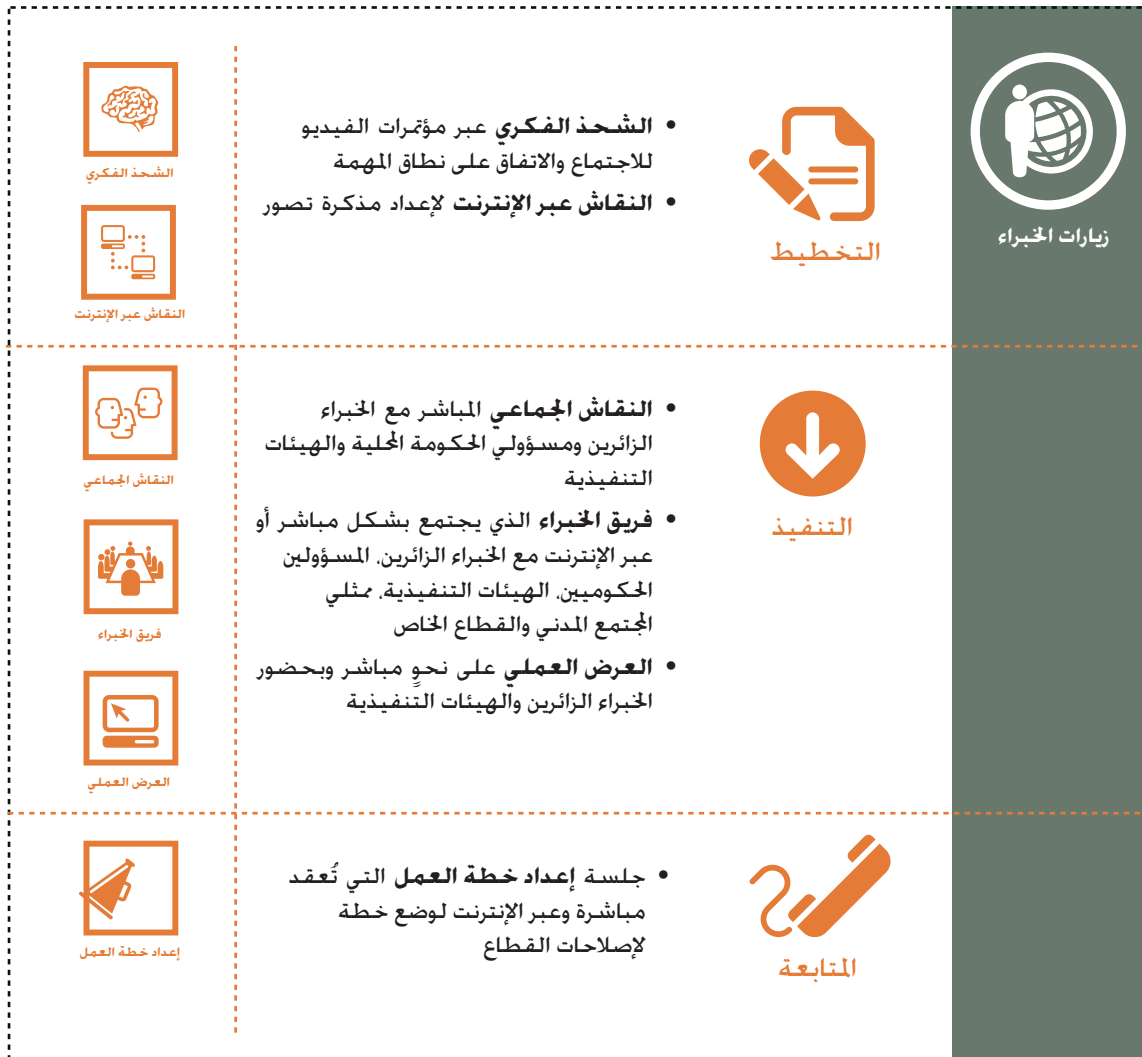 زيارات الخبراء
التخطيط
• الشحذ الفكري عبر مؤتمرات الفيديو
للاجتماع والاتفاق على نطاق المهمة
• النقاش عبر الإنترنت لإعداد مذكرة تصور
الشحذ الفكري
النقاش عبر الإنترنت
التنفيذ
• النقاش الجماعي المباشر مع الخبراء
الزائرين ومسؤولي الحكومة المحلية والهيئات
التنفيذية
• فريق الخبراء الذي يجتمع بشكل مباشر أو
عبر الإنترنت مع الخبراء الزائرين، المسؤولين
الحكوميين، الهيئات التنفيذية، ممثلي
المجتمع المدني والقطاع الخاص
• العرض العملي على نحوٍ مباشر وبحضور
الخبراء الزائرين والهيئات التنفيذية
النقاش الجماعي
فريق الخبراء
العرض العملي
المتابعة
• جلسة إعداد خطة العمل التي تُعقد
مباشرة وعبر الإنترنت لوضع خطة
لإصلاحات القطاع
إعداد خطة العمل